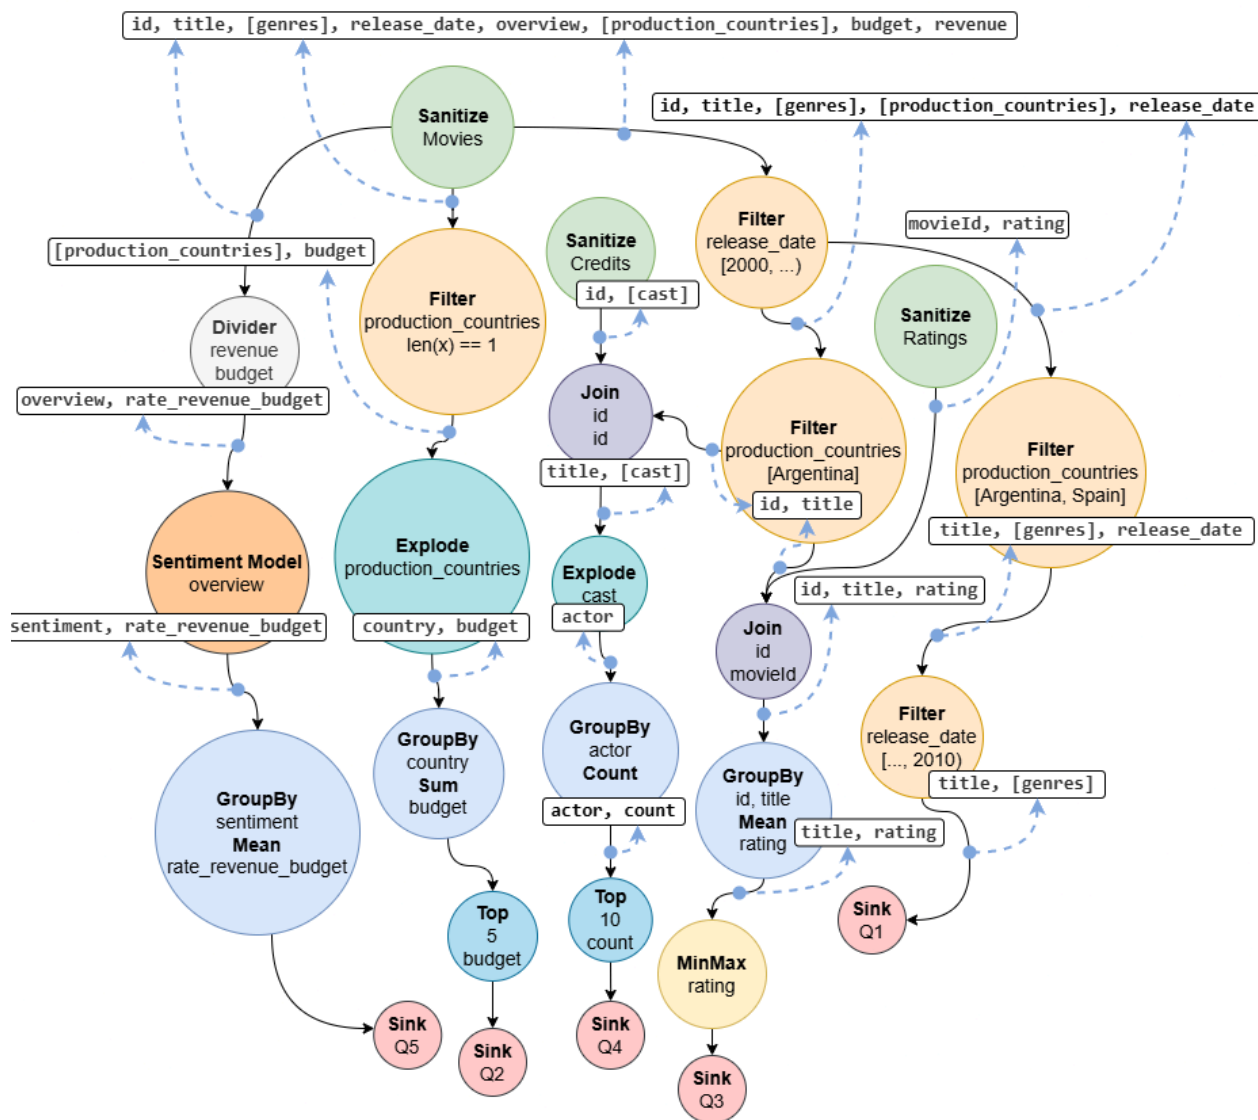 id, title, [genres], release_date, overview, [production_countries], budget, revenue
id, title, [genres], [production_countries], release_date
Sanitize
Movies
Filter
release_date
[2000, ...)
movieId, rating
Sanitize
Credits
[production_countries], budget
id, [cast]
Filter
production_countries
len(x) == 1
Sanitize
Ratings
Divider
revenue
budget
overview, rate_revenue_budget
Join
id
id
Filter
production_countries
[Argentina]
Filter
production_countries
[Argentina, Spain]
title, [cast]
id, title
title, [genres], release_date
Explode
production_countries
Sentiment Model
overview
Explode
cast
actor
id, title, rating
sentiment, rate_revenue_budget
country, budget
Join
id
movieId
Filter
release_date
[..., 2010)
GroupBy
actor
Count
GroupBy
country
Sum
budget
GroupBy
id, title
Mean
rating
title, [genres]
GroupBy
sentiment
Mean
rate_revenue_budget
actor, count
title, rating
Top
5
budget
Top
10
count
Sink
Q1
MinMax
rating
Sink
Q5
Sink
Q2
Sink
Q4
Sink
Q3